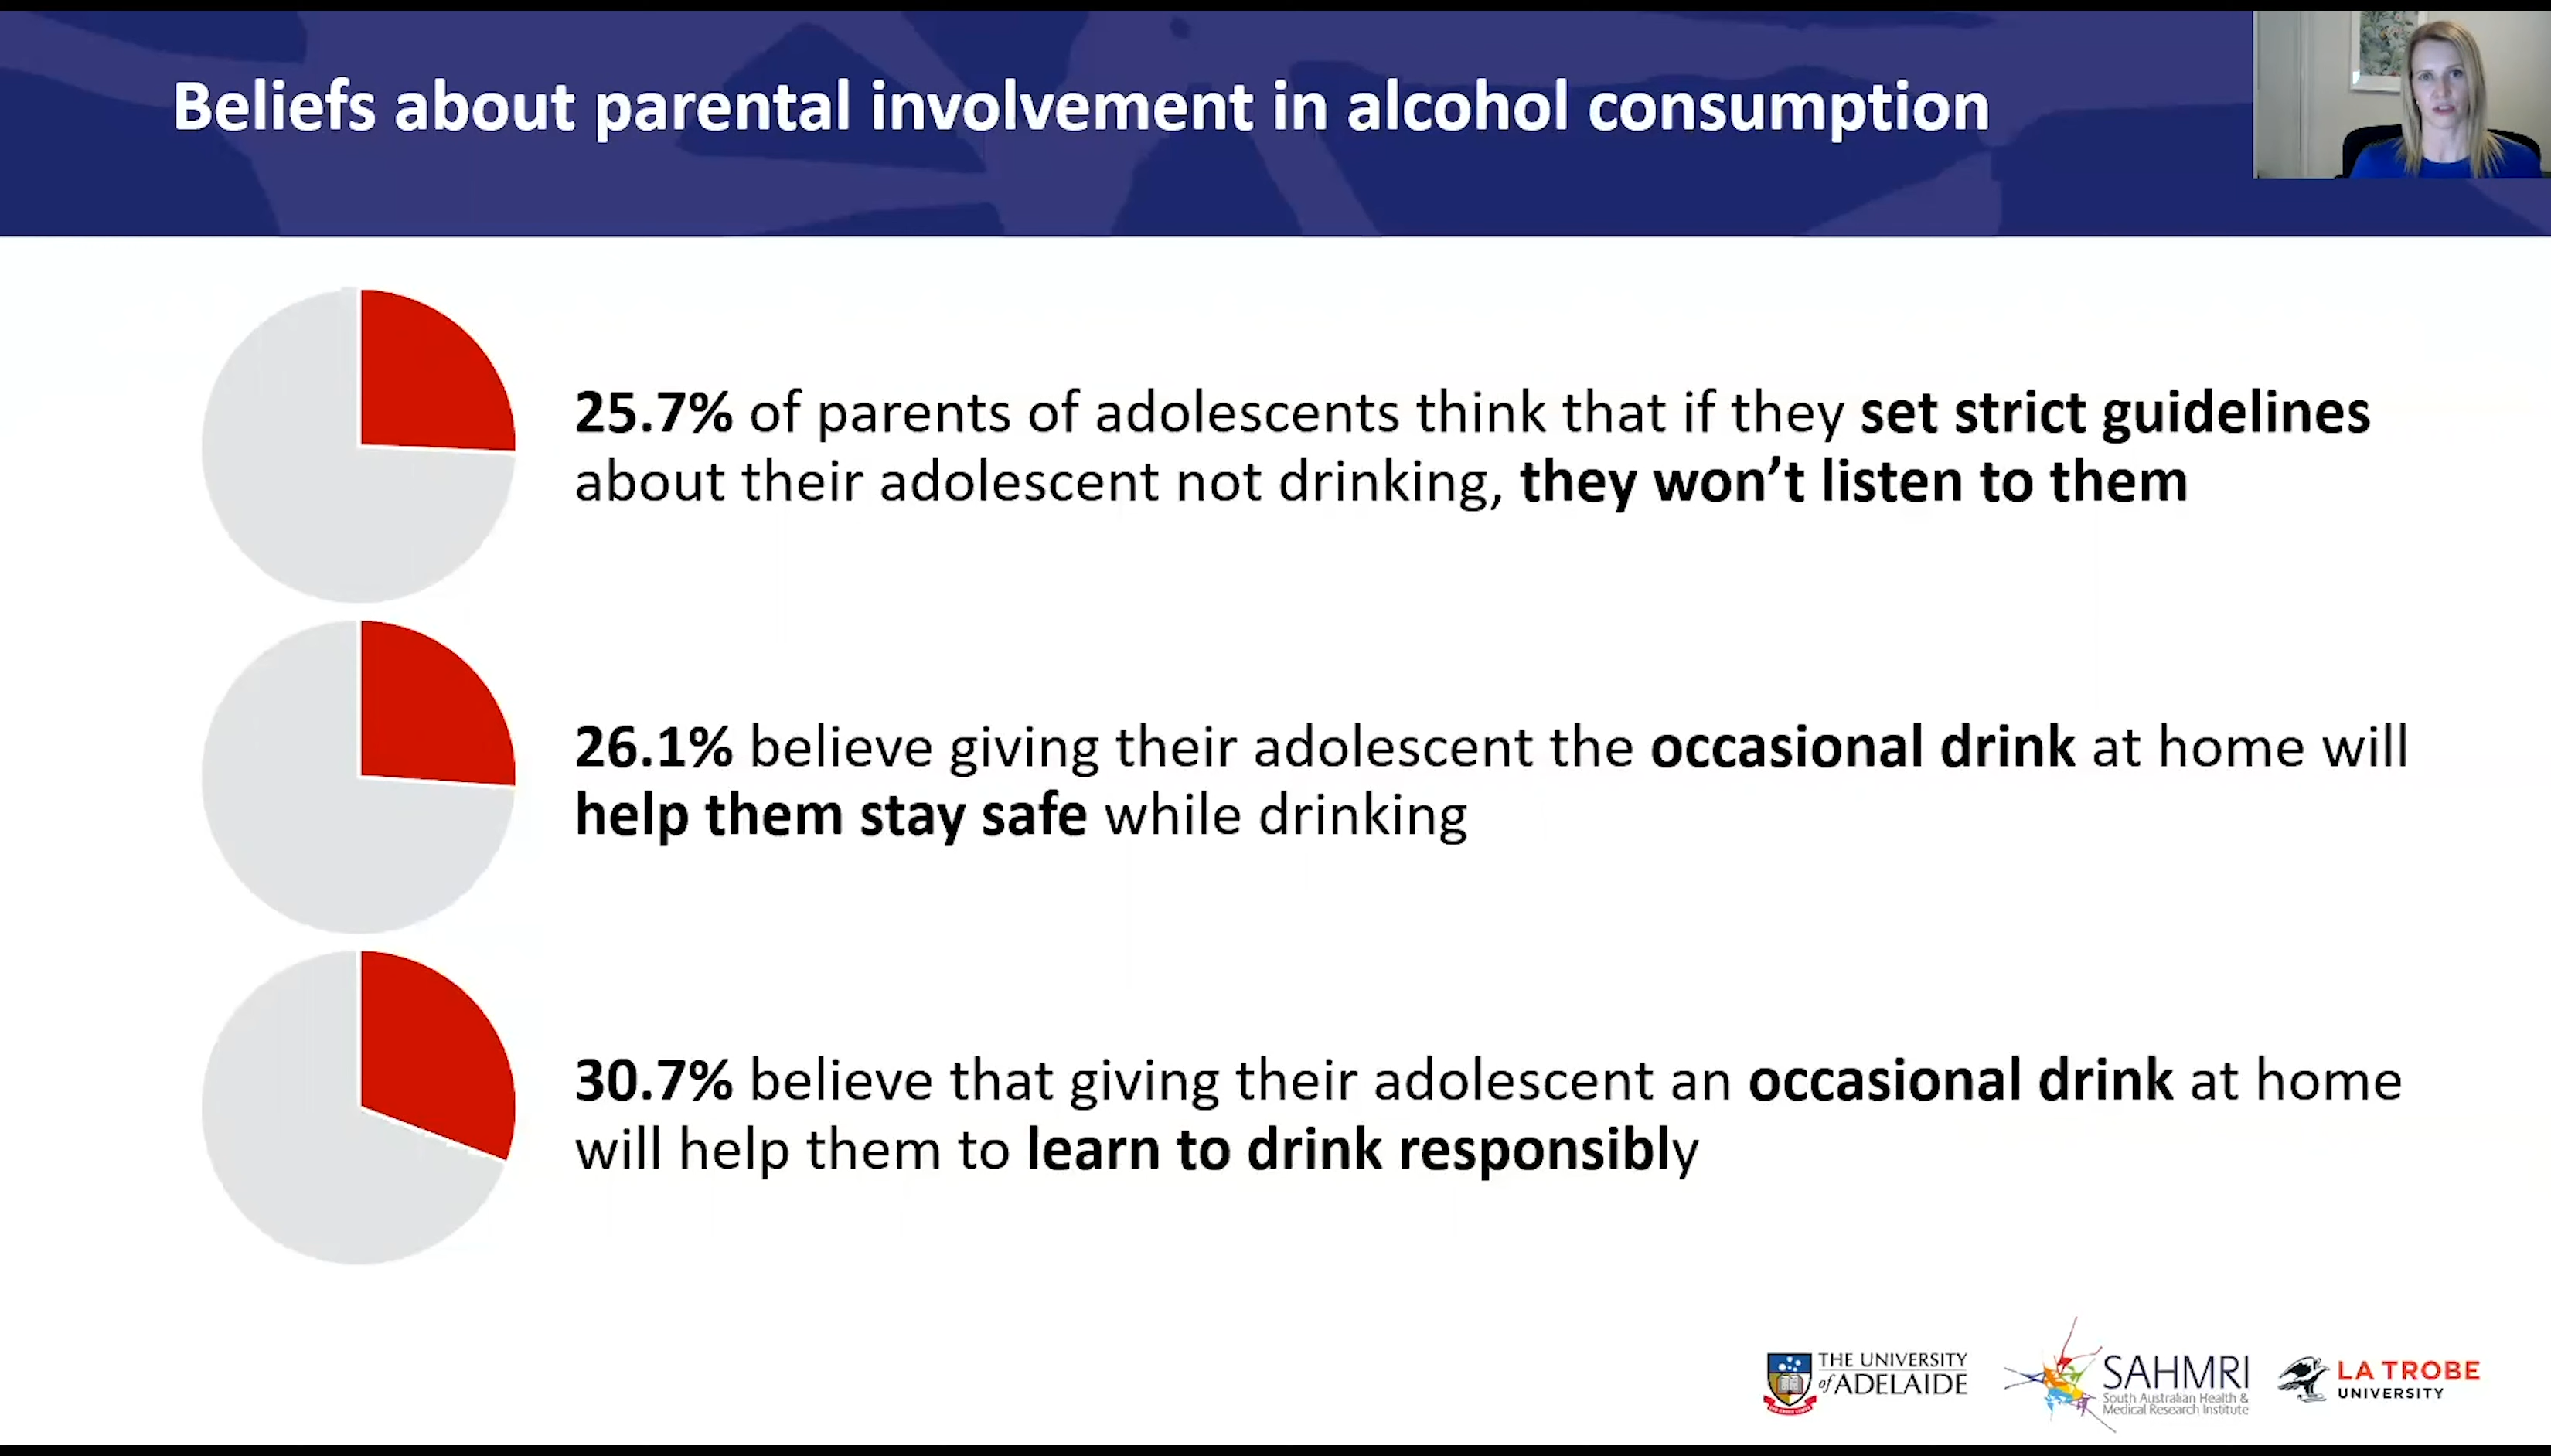 Beliefs about parental involvement in alcohol consumption
25.7% of parents of adolescents think that if they set strict guidelines
about their adolescent not drinking, they won’t listen to them
26.1% believe giving their adolescent the occasional drink at home will
help them stay safe while drinking
30.7% believe that giving their adolescent an occasional drink at home
will help them to learn to drink responsibly
THE UNIVERSITY
of ADELAIDE
SAHMRI
South Australian Health &
Medical Research Institute
LA TROBE
UNIVERSITY